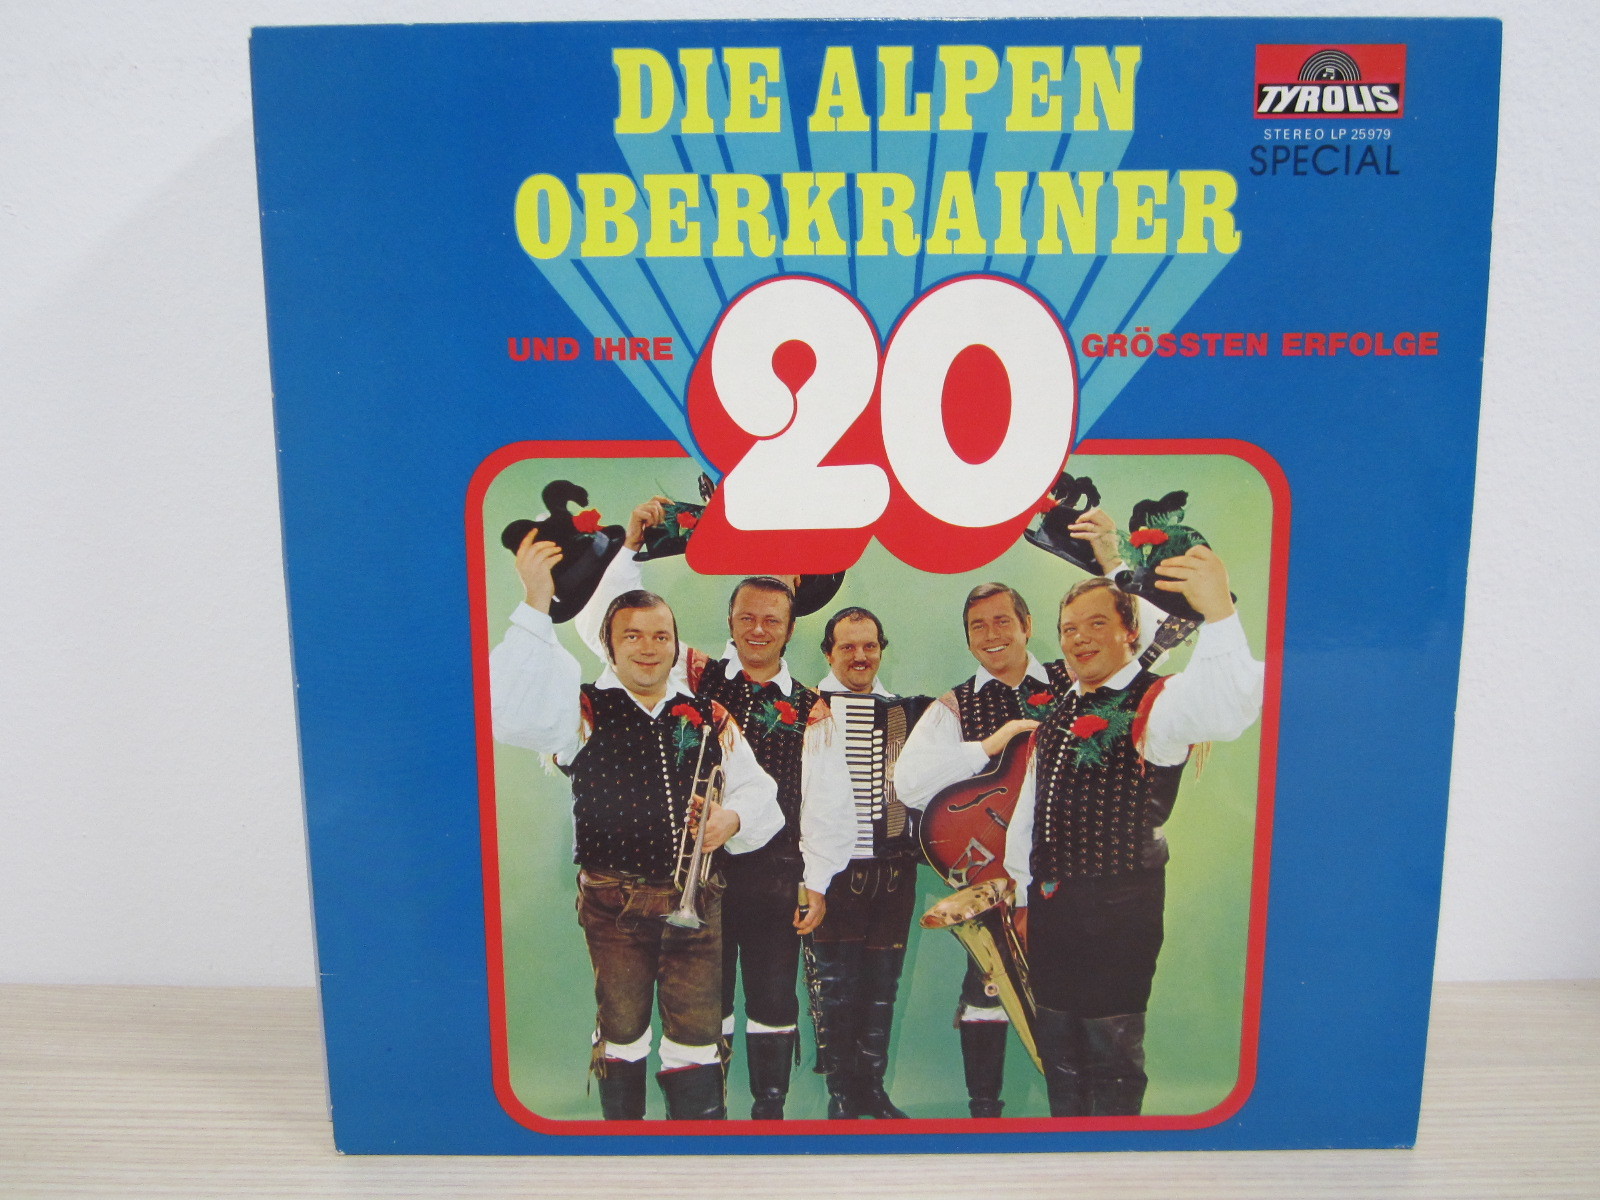 DIE ALPEN
OBERKRAINER
UND IHRE 20 GRÖSSTEN ERFOLGE
TYROLIS
STEREO LP 25979
SPECIAL